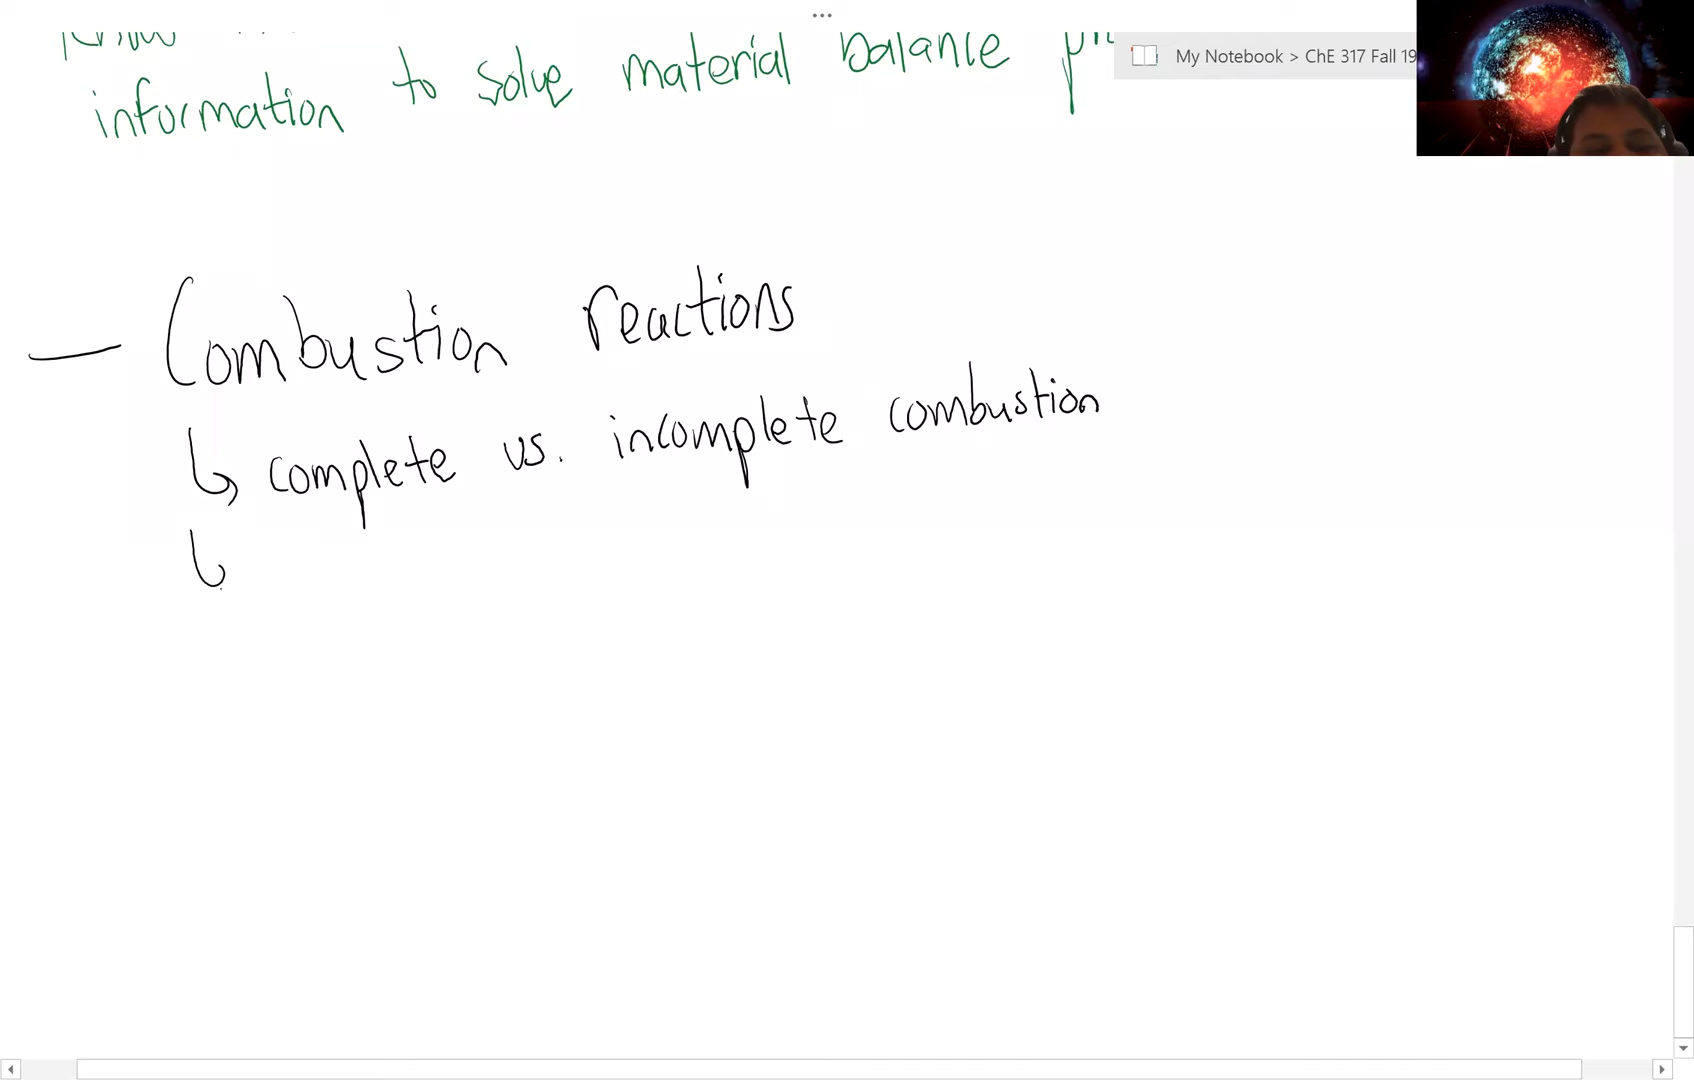 information to solve material balance
My Notebook > ChE 317 Fall 19
— Combustion reactions
↳ complete vs. incomplete combustion